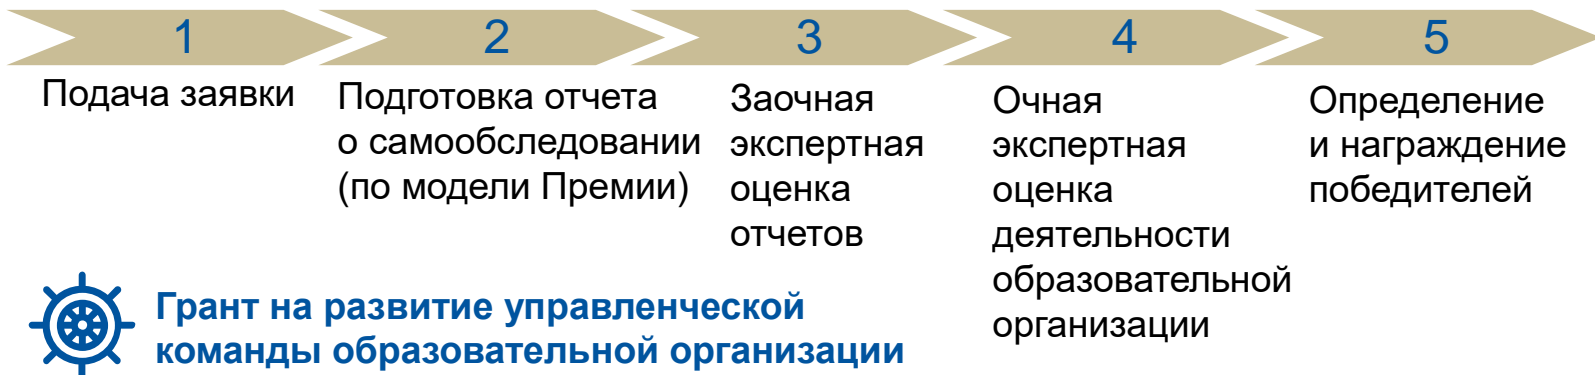 1
Подача заявки
2
Подготовка отчета
о самообследовании
(по модели Премии)
3
Заочная
экспертная
оценка
отчетов
4
Очная
экспертная
оценка
деятельности
образовательной
организации
5
Определение
и награждение
победителей
Грант на развитие управленческой
команды образовательной организации